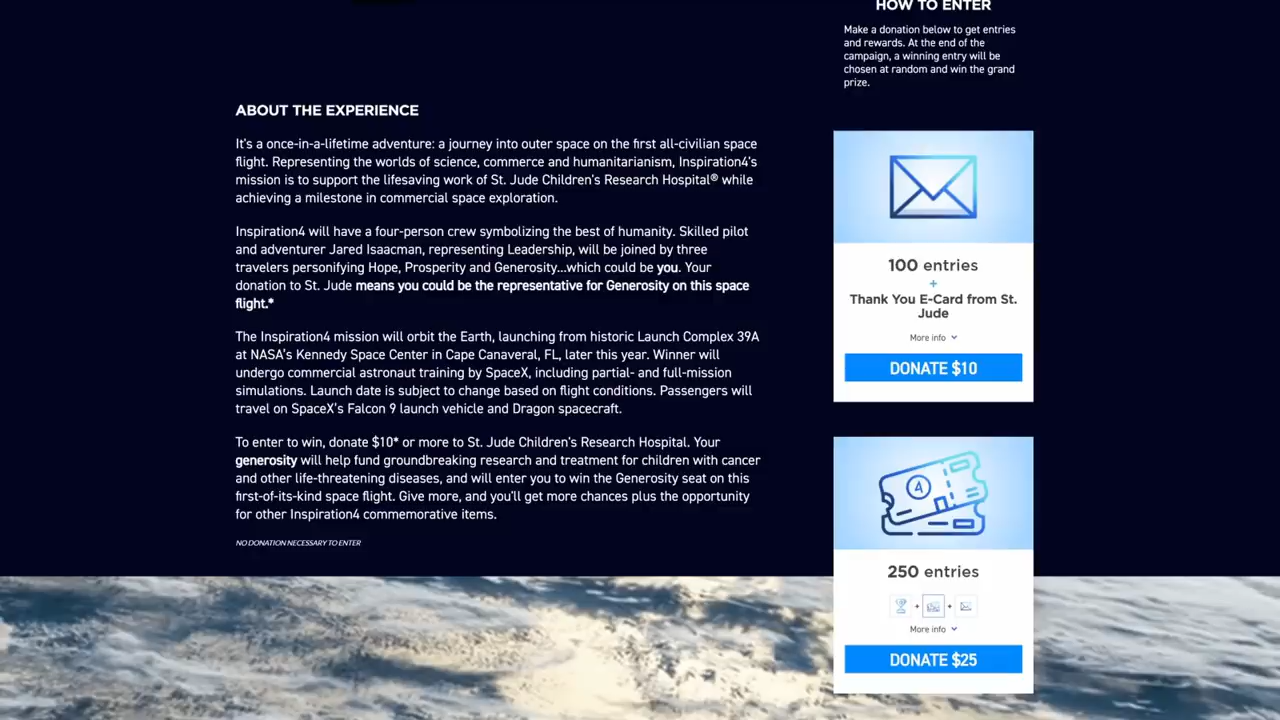 HOW TO ENTER
Make a donation below to get entries
and rewards. At the end of the
campaign, a winning entry will be
chosen at random and win the grand
prize.
ABOUT THE EXPERIENCE
It's a once-in-a-lifetime adventure: a journey into outer space on the first all-civilian space
flight. Representing the worlds of science, commerce and humanitarianism, Inspiration4's
mission is to support the lifesaving work of St. Jude Children's Research Hospital® while
achieving a milestone in commercial space exploration.
Inspiration4 will have a four-person crew symbolizing the best of humanity. Skilled pilot
and adventurer Jared Isaacman, representing Leadership, will be joined by three
travelers personifying Hope, Prosperity and Generosity...which could be you. Your
donation to St. Jude means you could be the representative for Generosity on this space
flight.*
The Inspiration4 mission will orbit the Earth, launching from historic Launch Complex 39A
at NASA's Kennedy Space Center in Cape Canaveral, FL, later this year. Winner will
undergo commercial astronaut training by SpaceX, including partial- and full-mission
simulations. Launch date is subject to change based on flight conditions. Passengers will
travel on SpaceX's Falcon 9 launch vehicle and Dragon spacecraft.
To enter to win, donate $10* or more to St. Jude Children's Research Hospital. Your
generosity will help fund groundbreaking research and treatment for children with cancer
and other life-threatening diseases, and will enter you to win the Generosity seat on this
first-of-its-kind space flight. Give more, and you'll get more chances plus the opportunity
for other Inspiration4 commemorative items.
NO DONATION NECESSARY TO ENTER
100 entries
+
Thank You E-Card from St.
Jude
More info
DONATE $10
4
250 entries
+ +
More info
DONATE $25